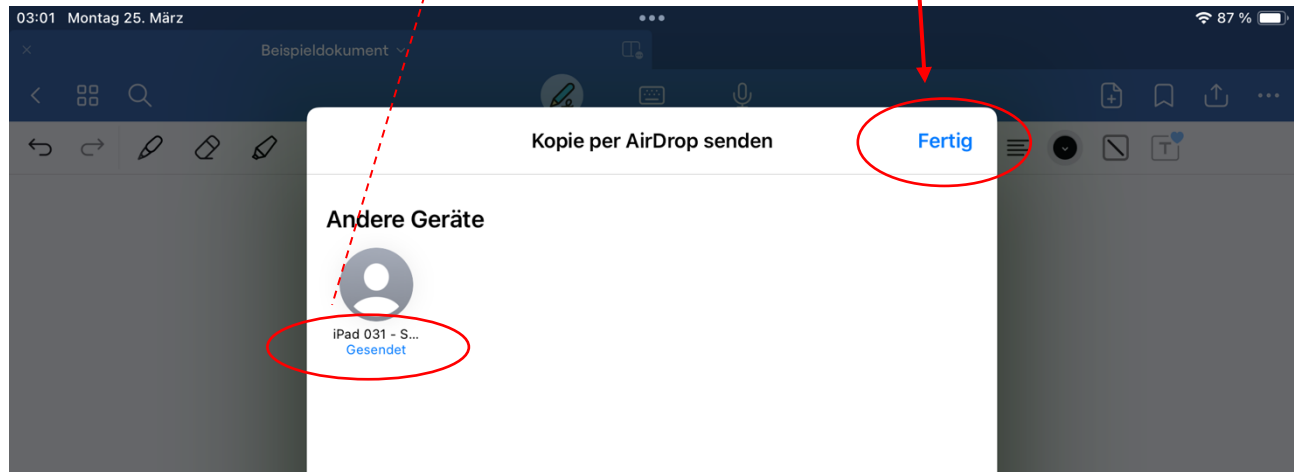 03:01 Montag 25. März
87 %
Beispieldokument
Kopie per AirDrop senden
Fertig
T
Andere Geräte
iPad 031 - S...
Gesendet